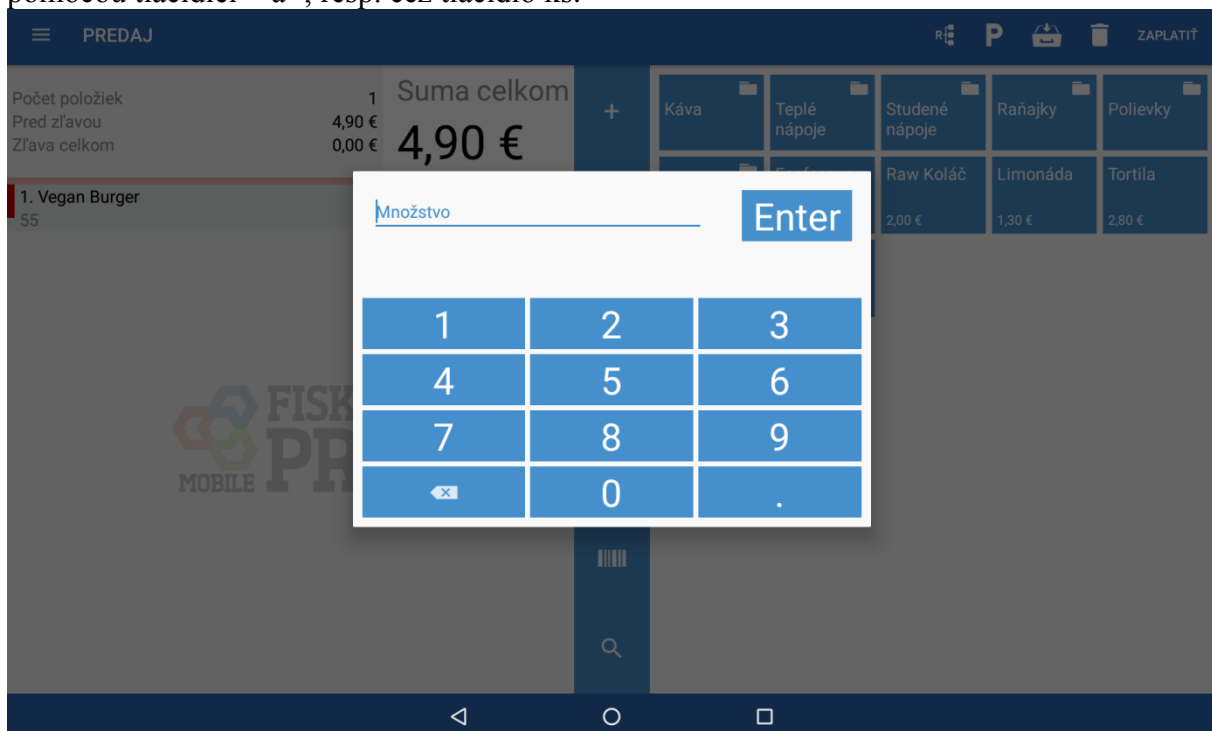 PREDAJ
ZAPLATIŤ
Počet položiek 1
Pred zľavou 4,90 €
Zľava celkom 0,00 €
Suma celkom
4,90 €
1. Vegan Burger
55
+
Káva
Teplé
nápoje
Studené
nápoje
Raňajky
Polievky
Raw Koláč
2,00 €
Limonáda
1,30 €
Tortila
2,80 €
Množstvo
Enter
1 2 3
4 5 6
7 8 9
0 .
MOBILE